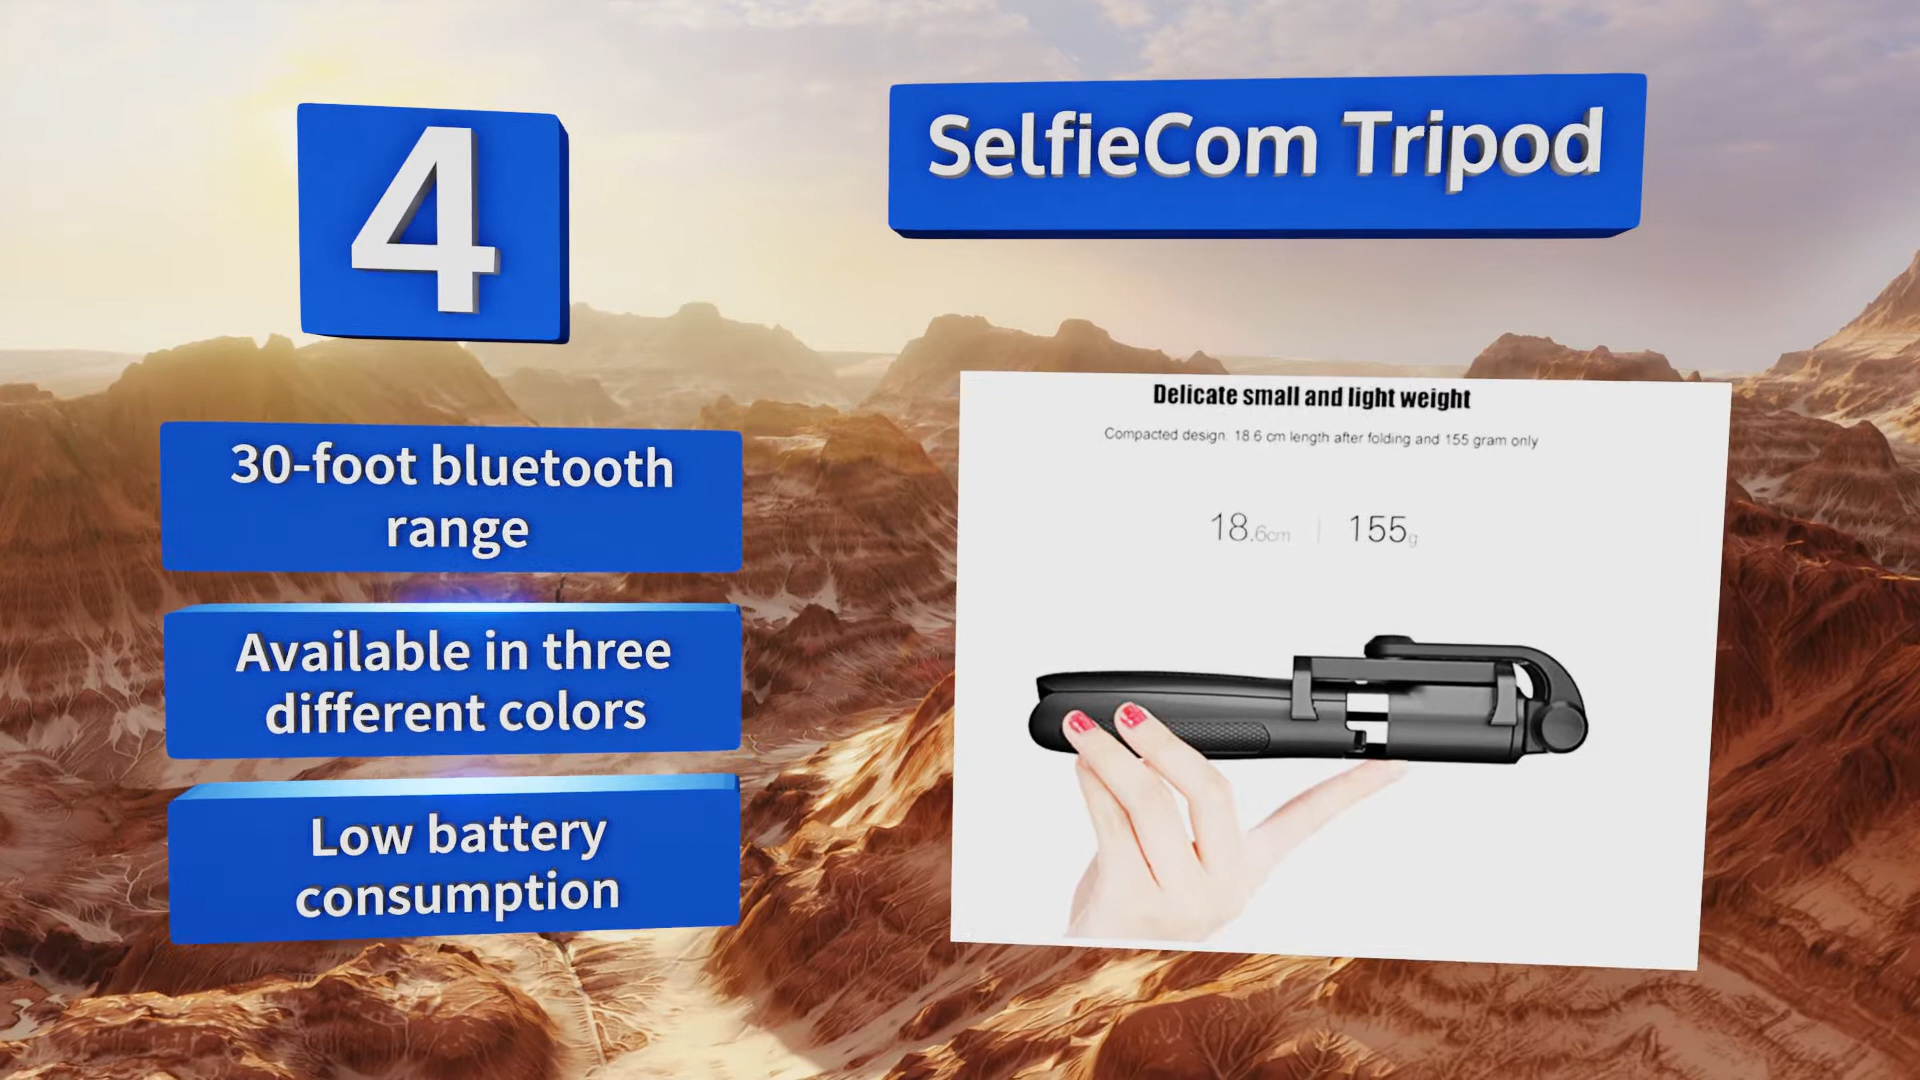 4
SelfieCom Tripod
30-foot bluetooth
range
Available in three
different colors
Low battery
consumption
Delicate small and light weight
Compacted design: 18.6 cm length after folding and 155 gram only
18.6cm | 155g